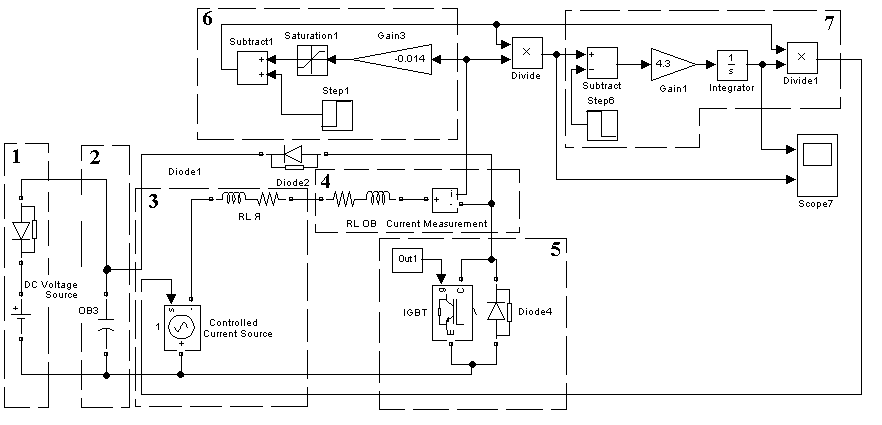 6
7
Saturation1
Gain3
Subtract1
-0.014
×
Divide
Step1
+
+
+
−
Subtract
4.3
Gain1
1
s
Integrator
×
Divide1
Step6
Scope7
1
2
Diode1
Diode2
3
4
RL Я
RL OB
+
i
-
Current Measurement
5
DC Voltage
Source
+
OB3
s
-
1
+
Controlled
Current Source
Out1
g
C
E
IGBT
Diode4